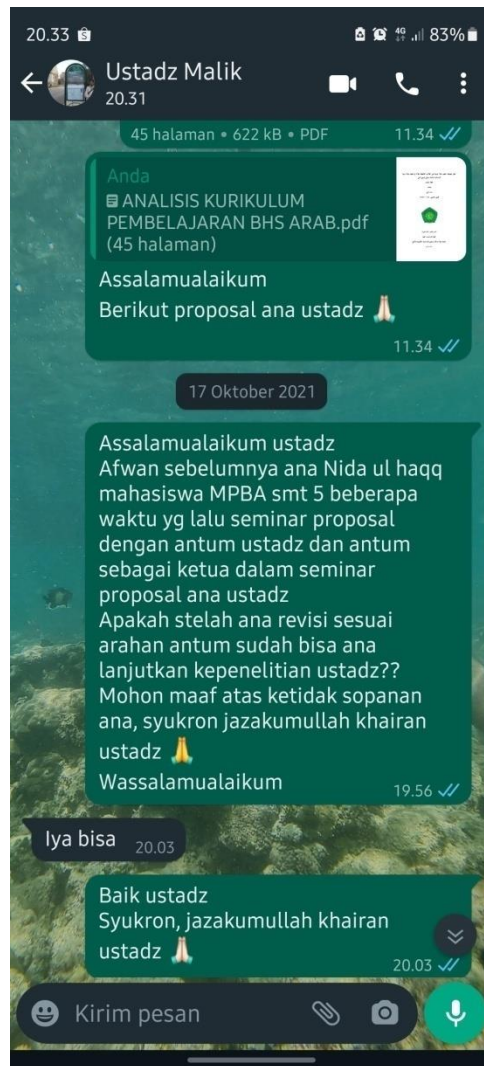 20.33
4G
83%
Ustadz Malik
20.31
45 halaman • 622 kB • PDF 11.34
Anda
ANALISIS KURIKULUM
PEMBELAJARAN BHS ARAB.pdf
(45 halaman)
Assalamualaikum
Berikut proposal ana ustadz 🙏🏻
11.34
17 Oktober 2021
Assalamualaikum ustadz
Afwan sebelumnya ana Nida ul haqq
mahasiswa MPBA smt 5 beberapa
waktu yg lalu seminar proposal
dengan antum ustadz dan antum
sebagai ketua dalam seminar
proposal ana ustadz
Apakah stelah ana revisi sesuai
arahan antum sudah bisa ana
lanjutkan kepenelitian ustadz??
Mohon maaf atas ketidak sopanan
ana, syukron jazakumullah khairan
ustadz 🙏
Wassalamualaikum
19.56
Iya bisa 20.03
Baik ustadz
Syukron, jazakumullah khairan
ustadz 🙏🏻
20.03
Kirim pesan